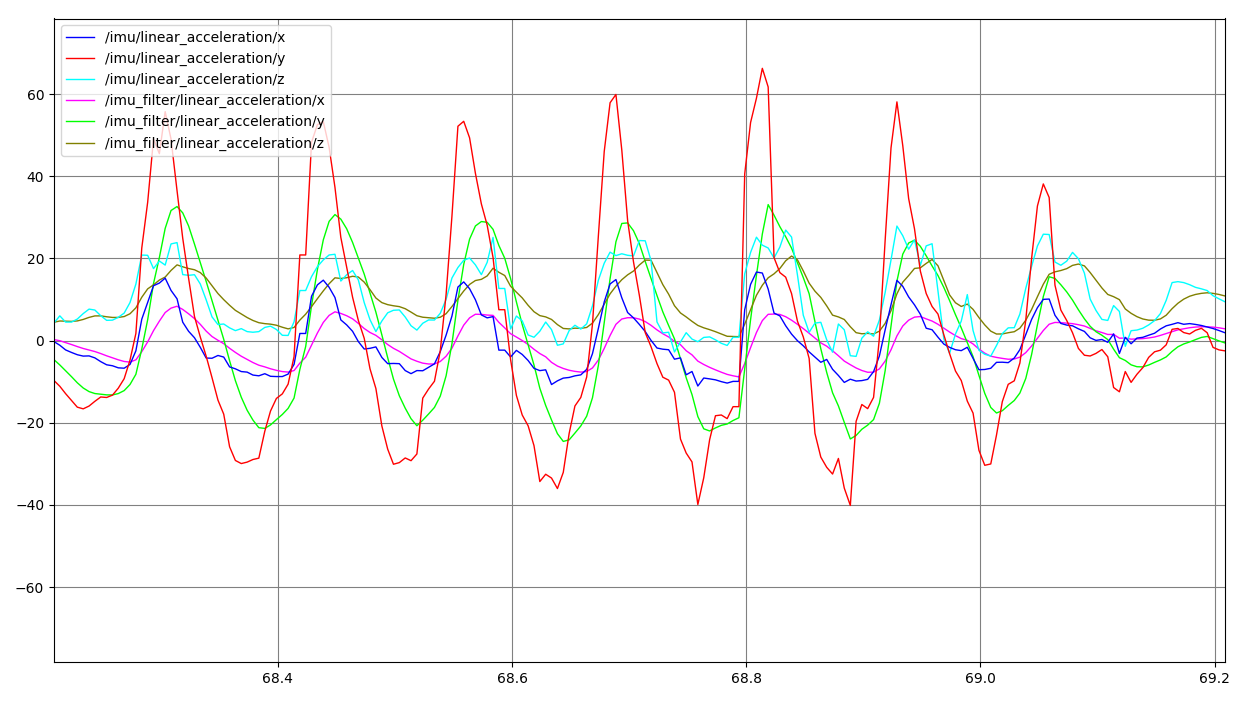 /imu/linear_acceleration/x
/imu/linear_acceleration/y
/imu/linear_acceleration/z
/imu_filter/linear_acceleration/x
/imu_filter/linear_acceleration/y
/imu_filter/linear_acceleration/z
60
40
20
0
−20
−40
−60
68.4 68.6 68.8 69.0 69.2